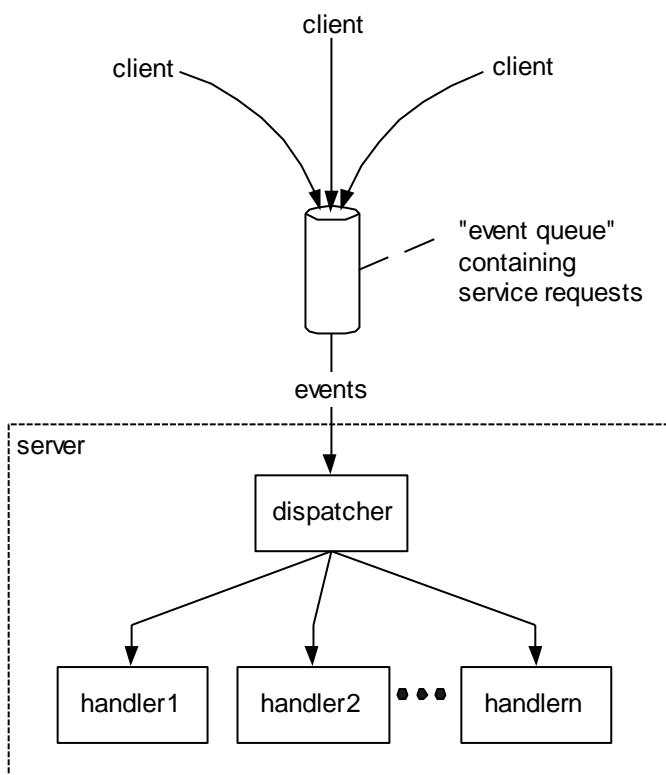 client
client
client
"event queue"
containing
service requests
events
server
dispatcher
handler1
handler2
handlern